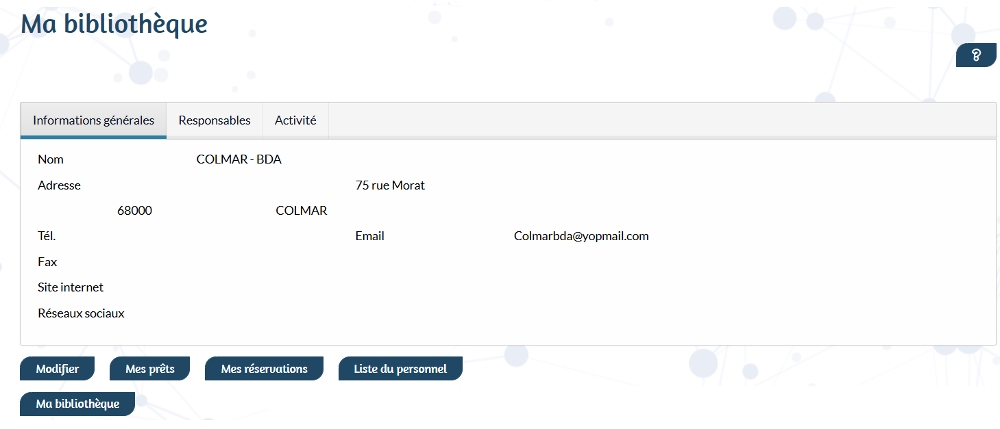 Ma bibliothèque
?
Informations générales Responsables Activité
Nom COLMAR - BDA
Adresse 75 rue Morat
68000 COLMAR
Tél. Email Colmarbda@yopmail.com
Fax
Site internet
Réseaux sociaux
Modifier Mes prêts Mes réservations Liste du personnel
Ma bibliothèque